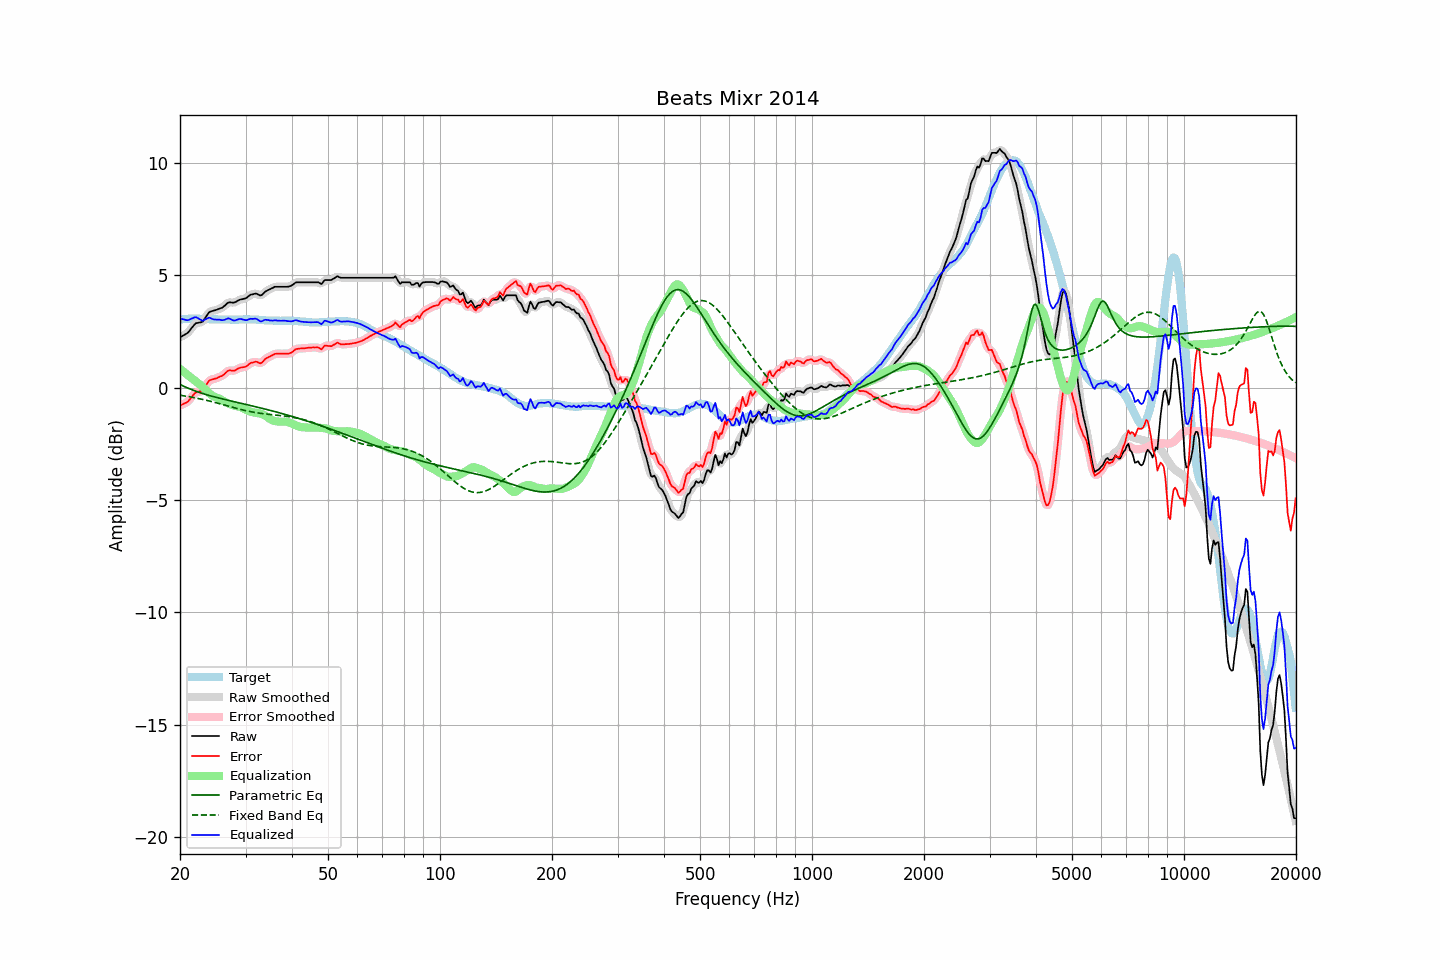 Beats Mixr 2014
Amplitude (dBr)
10
5
0
−5
−10
−15
−20
Target
Raw Smoothed
Error Smoothed
Raw
Error
Equalization
Parametric Eq
Fixed Band Eq
Equalized
20 50 100 200 500 1000 2000 5000 10000 20000
Frequency (Hz)